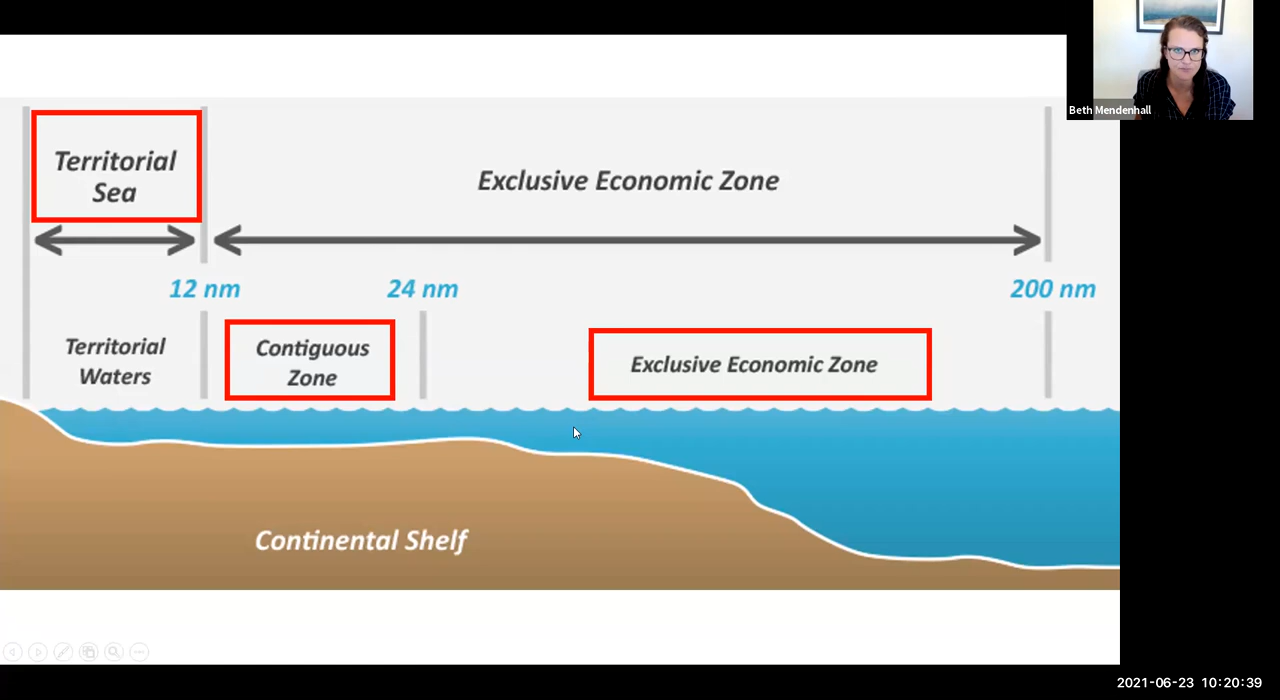 Beth Mendenhall
Territorial
Sea
Exclusive Economic Zone
12 nm
24 nm
200 nm
Territorial
Waters
Contiguous
Zone
Exclusive Economic Zone
Continental Shelf
2021-06-23 10:20:39